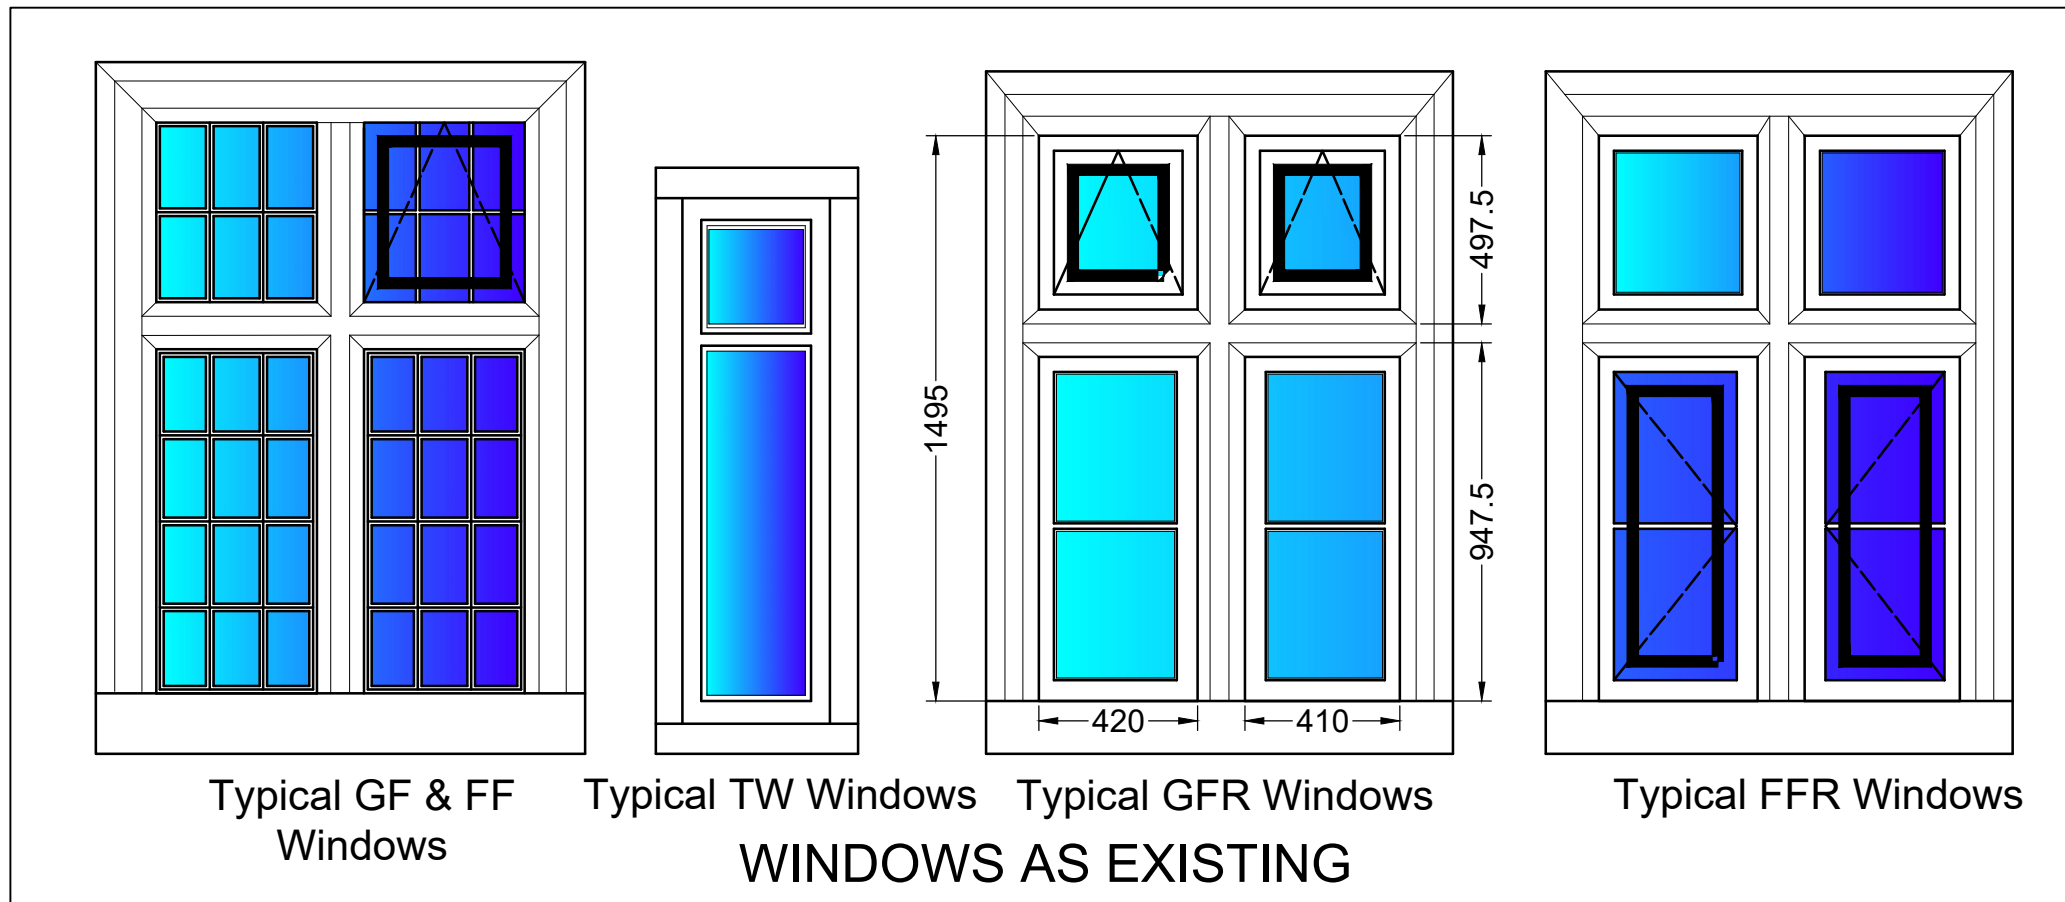 1495
497.5
947.5
420
410
Typical GF & FF
Windows
Typical TW Windows
Typical GFR Windows
Typical FFR Windows
WINDOWS AS EXISTING